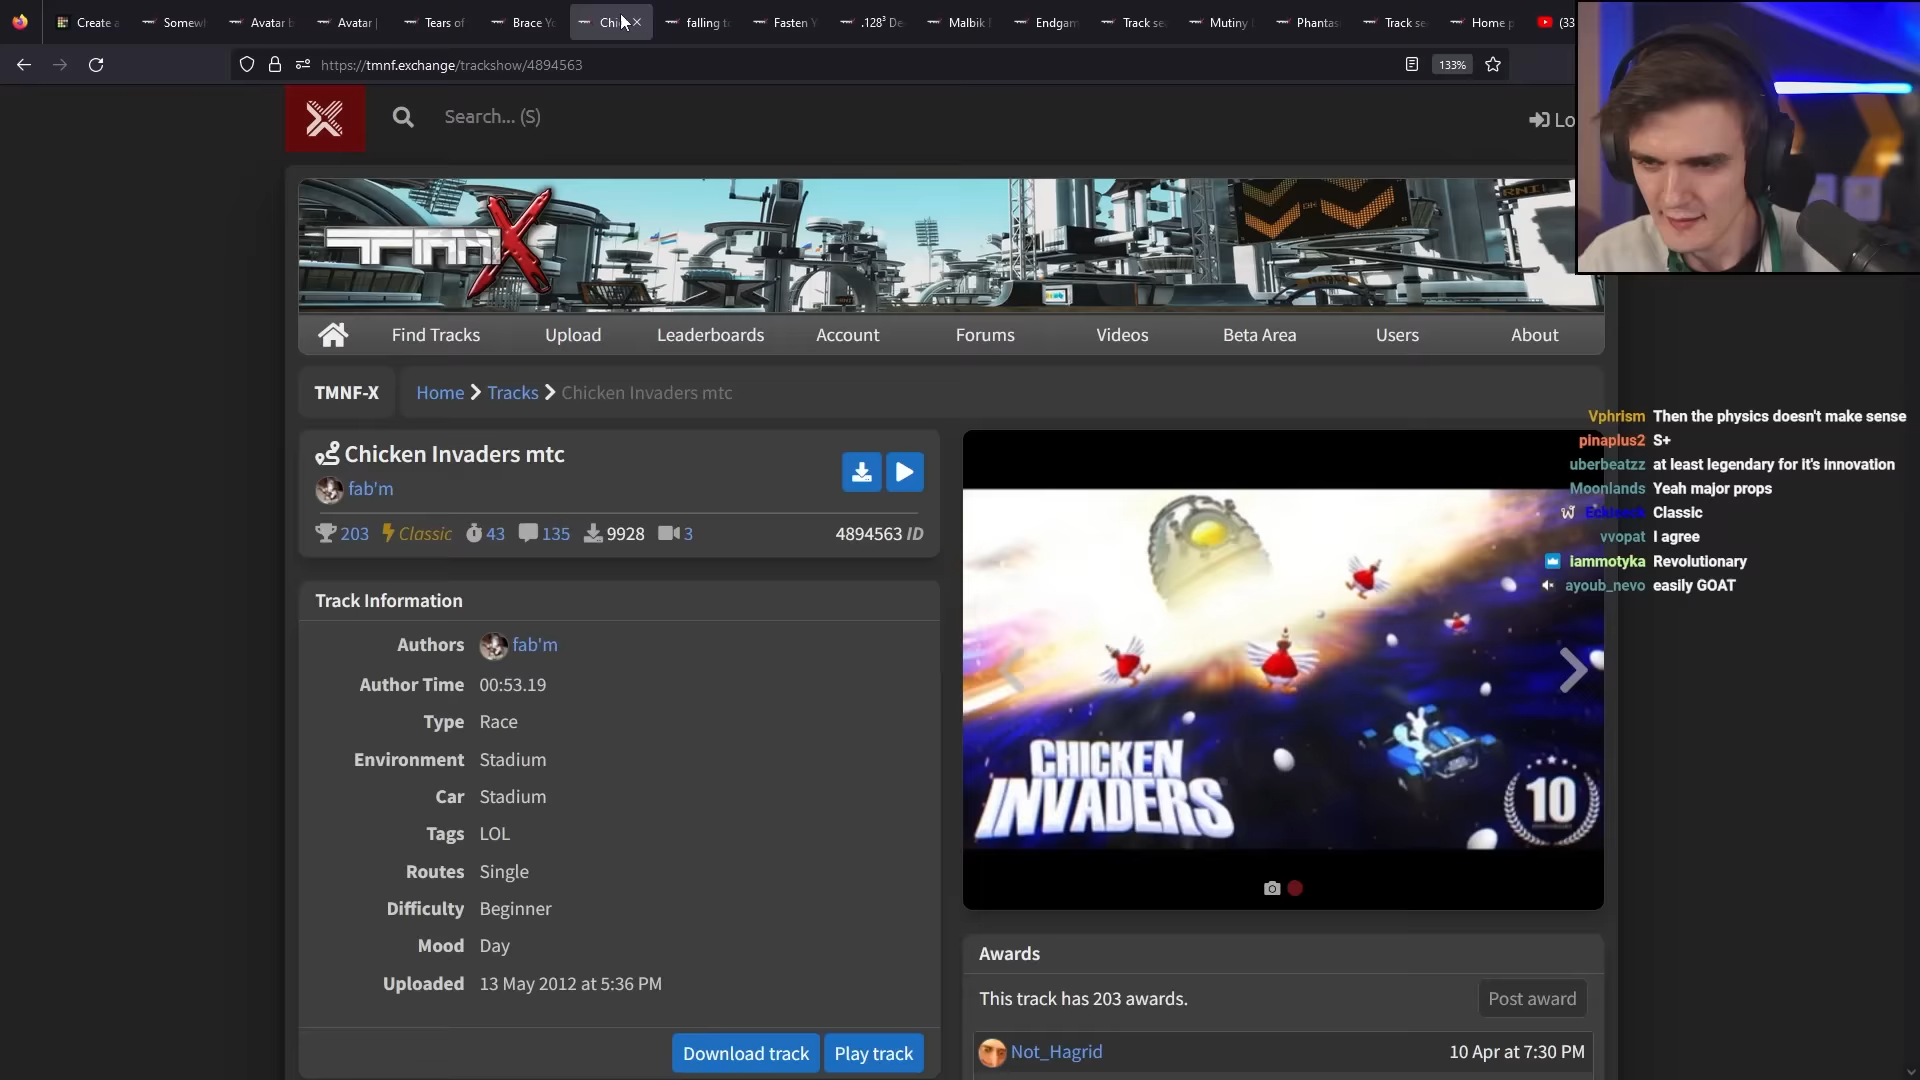 Create a
Somewh
Avatar b
Avatar |
Tears of
Brace Yo
Chi
falling to
Fasten Y
.128³ De
Malbik
Endgam
Track se
Mutiny
Phantas
Track se
Home p
(33
https://tmnf.exchange/trackshow/4894563
133%
Search... (S)
Lo
TMX
Find Tracks
Upload
Leaderboards
Account
Forums
Videos
Beta Area
Users
About
TMNF-X
Home
Tracks
Chicken Invaders mtc
Vphrism Then the physics doesn't make sense
pinaplus2 S+
uberbeatzz at least legendary for it's innovation
Moonlands Yeah major props
Classic
vvopat I agree
iammotyka Revolutionary
ayoub_nevo easily GOAT
Chicken Invaders mtc
fab'm
203 Classic 43 135 9928 3 4894563 ID
Track Information
Authors fab'm
Author Time 00:53.19
Type Race
Environment Stadium
Car Stadium
Tags LOL
Routes Single
Difficulty Beginner
Mood Day
Uploaded 13 May 2012 at 5:36 PM
Download track
Play track
CHICKEN
INVADERS
10
Awards
This track has 203 awards.
Post award
Not_Hagrid
10 Apr at 7:30 PM